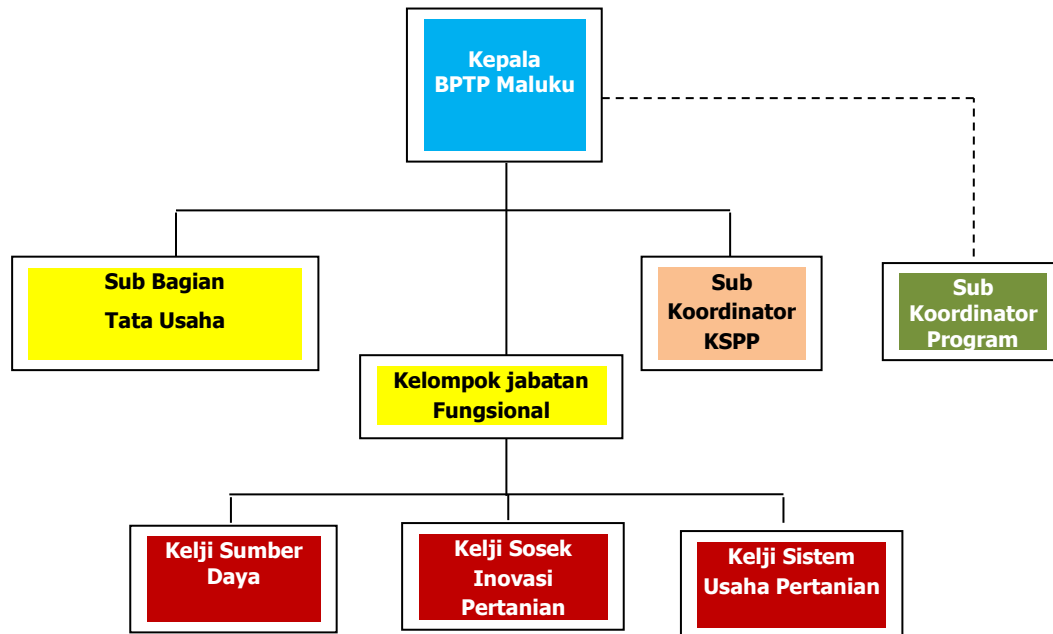 Kepala
BPTP Maluku
Sub Bagian
Tata Usaha
Sub
Koordinator
KSPP
Sub
Koordinator
Program
Kelompok jabatan
Fungsional
Kelji Sumber
Daya
Kelji Sosek
Inovasi
Pertanian
Kelji Sistem
Usaha Pertanian